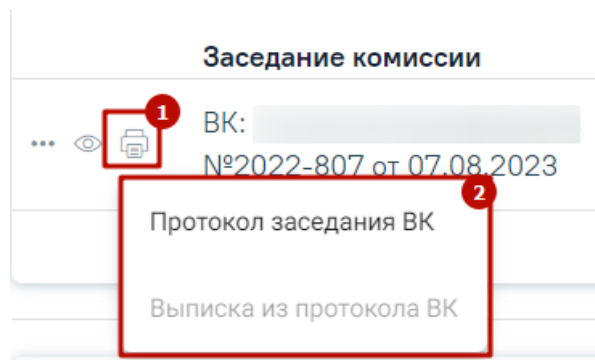 Заседание комиссии
1
ВК:
№2022-807 от 07.08.2023
2
Протокол заседания ВК
Выписка из протокола ВК